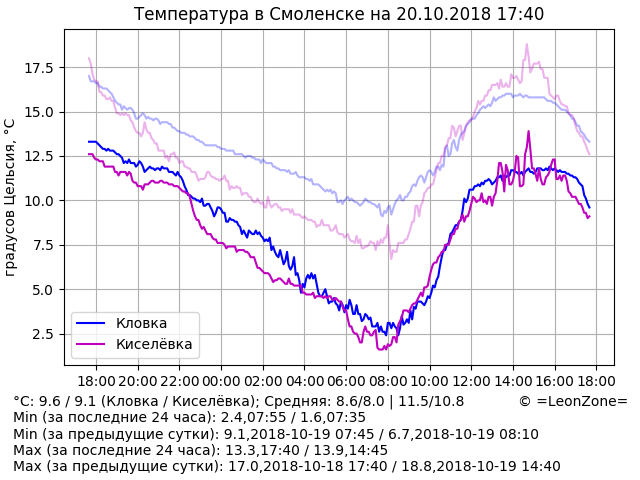 Температура в Смоленске на 20.10.2018 17:40
градусов Цельсия, °C
17.5
15.0
12.5
10.0
7.5
5.0
2.5
Кловка
Киселёвка
18:00 20:00 22:00 00:00 02:00 04:00 06:00 08:00 10:00 12:00 14:00 16:00 18:00
°C: 9.6 / 9.1 (Кловка / Киселёвка); Средняя: 8.6/8.0 | 11.5/10.8 © =LeonZone=
Min (за последние 24 часа): 2.4,07:55 / 1.6,07:35
Min (за предыдущие сутки): 9.1,2018-10-19 07:45 / 6.7,2018-10-19 08:10
Max (за последние 24 часа): 13.3,17:40 / 13.9,14:45
Max (за предыдущие сутки): 17.0,2018-10-18 17:40 / 18.8,2018-10-19 14:40